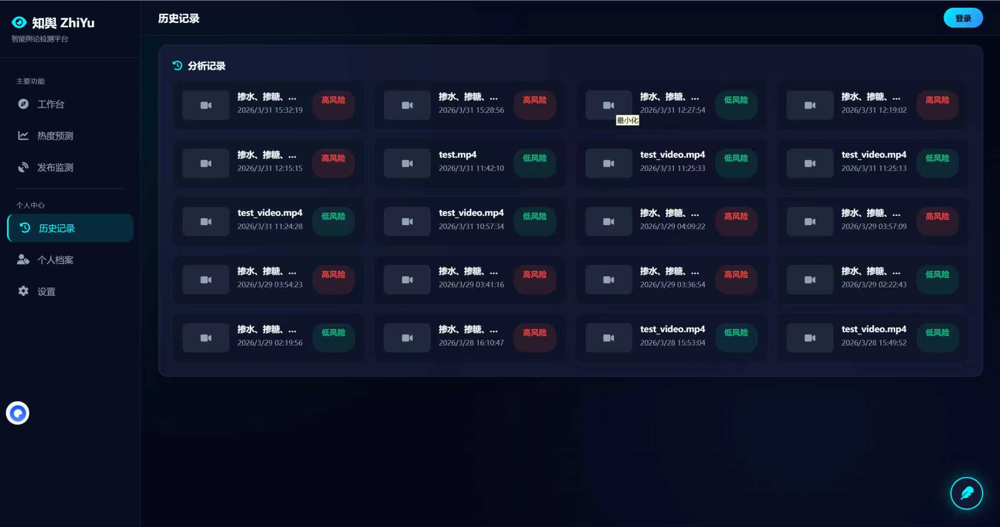 知舆 ZhiYu
智能舆论检测平台
主要功能
工作台
热度预测
发布监测
个人中心
历史记录
个人档案
设置
历史记录
登录
分析记录
掺水、掺糖、...
2026/3/31 15:32:19
高风险
掺水、掺糖、...
2026/3/31 15:28:56
高风险
掺水、掺糖、...
2026/3/31 12:27:54
低风险
最小化
掺水、掺糖、...
2026/3/31 12:19:02
高风险
掺水、掺糖、...
2026/3/31 12:15:15
高风险
test.mp4
2026/3/31 11:42:10
低风险
test_video.mp4
2026/3/31 11:25:33
低风险
test_video.mp4
2026/3/31 11:25:13
低风险
test_video.mp4
2026/3/31 11:24:28
低风险
test_video.mp4
2026/3/31 10:57:34
低风险
掺水、掺糖、...
2026/3/29 04:09:22
高风险
掺水、掺糖、...
2026/3/29 03:57:09
高风险
掺水、掺糖、...
2026/3/29 03:54:23
高风险
掺水、掺糖、...
2026/3/29 03:41:16
高风险
掺水、掺糖、...
2026/3/29 03:36:54
高风险
掺水、掺糖、...
2026/3/29 02:22:43
低风险
掺水、掺糖、...
2026/3/29 02:19:56
低风险
掺水、掺糖、...
2026/3/28 16:10:47
高风险
test_video.mp4
2026/3/28 15:53:04
低风险
test_video.mp4
2026/3/28 15:49:52
低风险